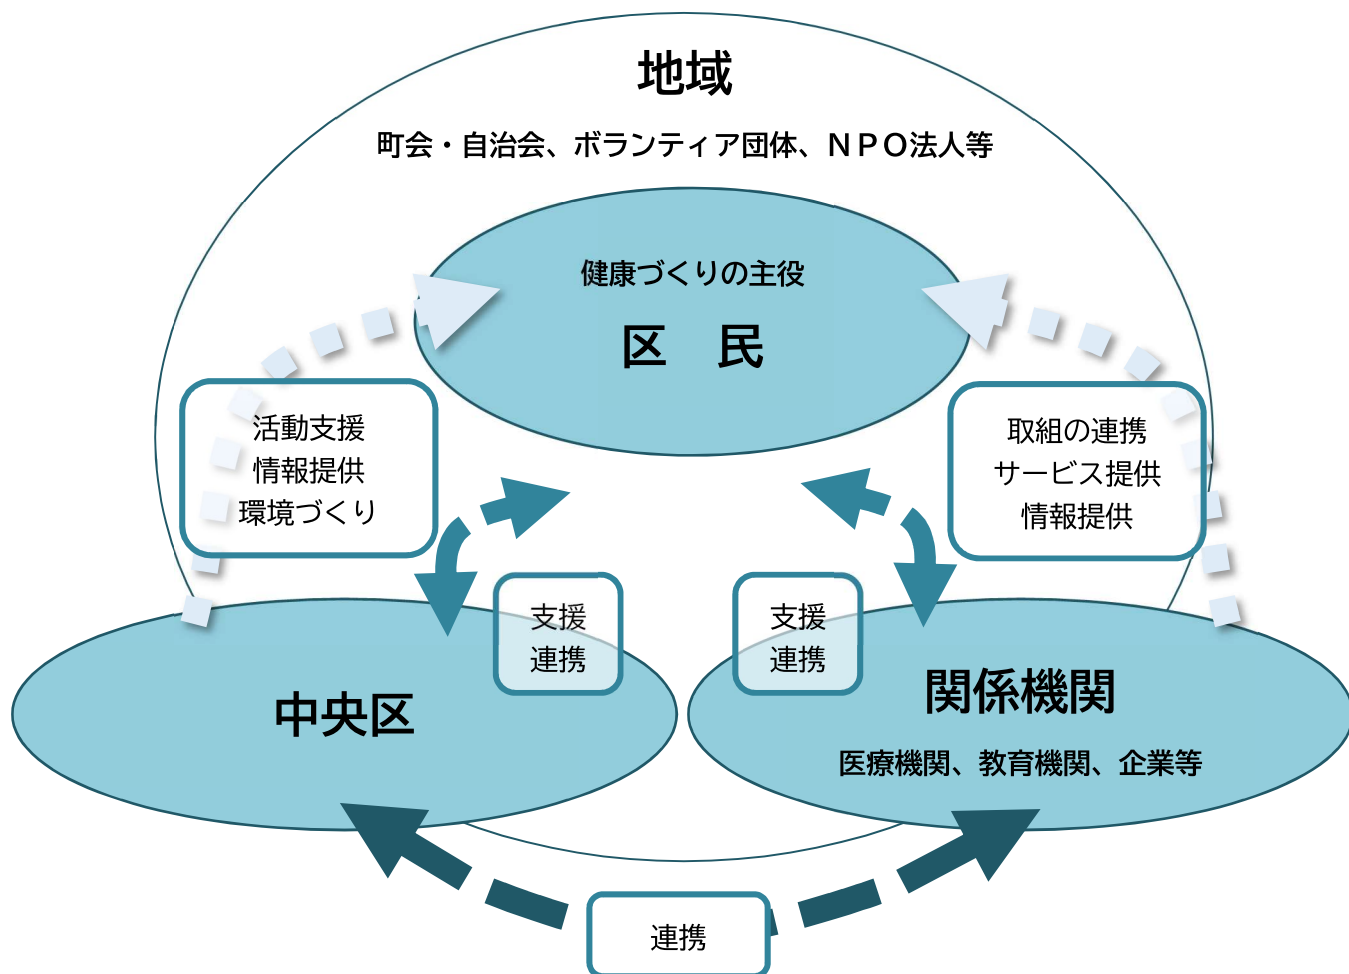 地域
町会・自治会、ボランティア団体、ＮＰＯ法人等
健康づくりの主役
区　民
活動支援
情報提供
環境づくり
取組の連携
サービス提供
情報提供
支援
連携
支援
連携
中央区
関係機関
医療機関、教育機関、企業等
連携